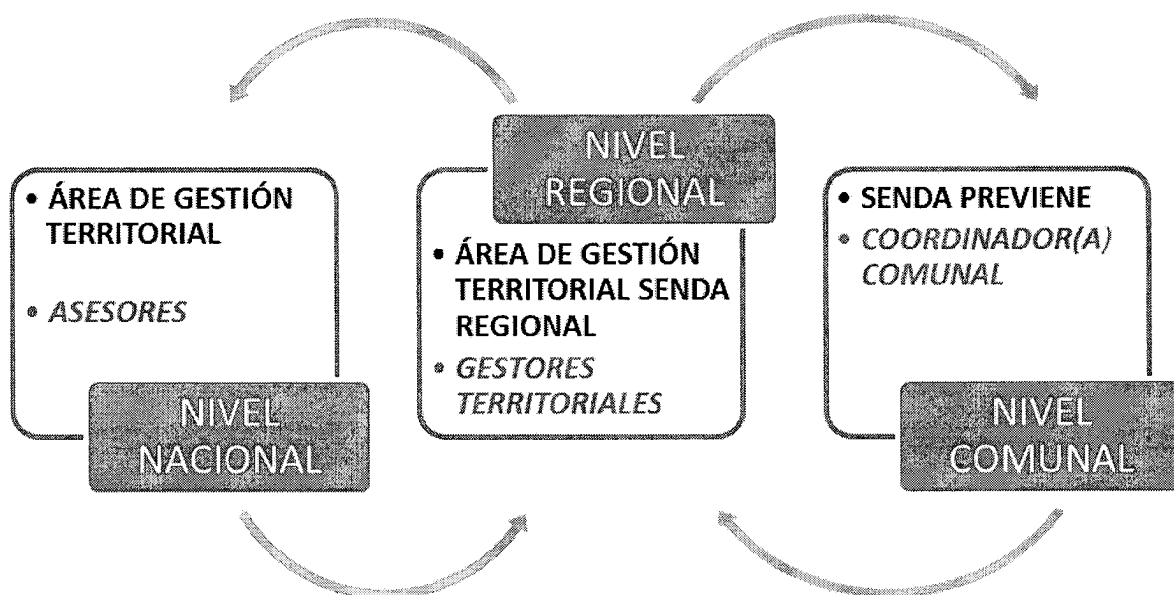 • ÁREA DE GESTIÓN
TERRITORIAL
• ASESORES
NIVEL
NACIONAL
NIVEL
REGIONAL
• ÁREA DE GESTIÓN
TERRITORIAL SENDA
REGIONAL
• GESTORES
TERRITORIALES
• SENDA PREVIENE
• COORDINADOR(A)
COMUNAL
NIVEL
COMUNAL